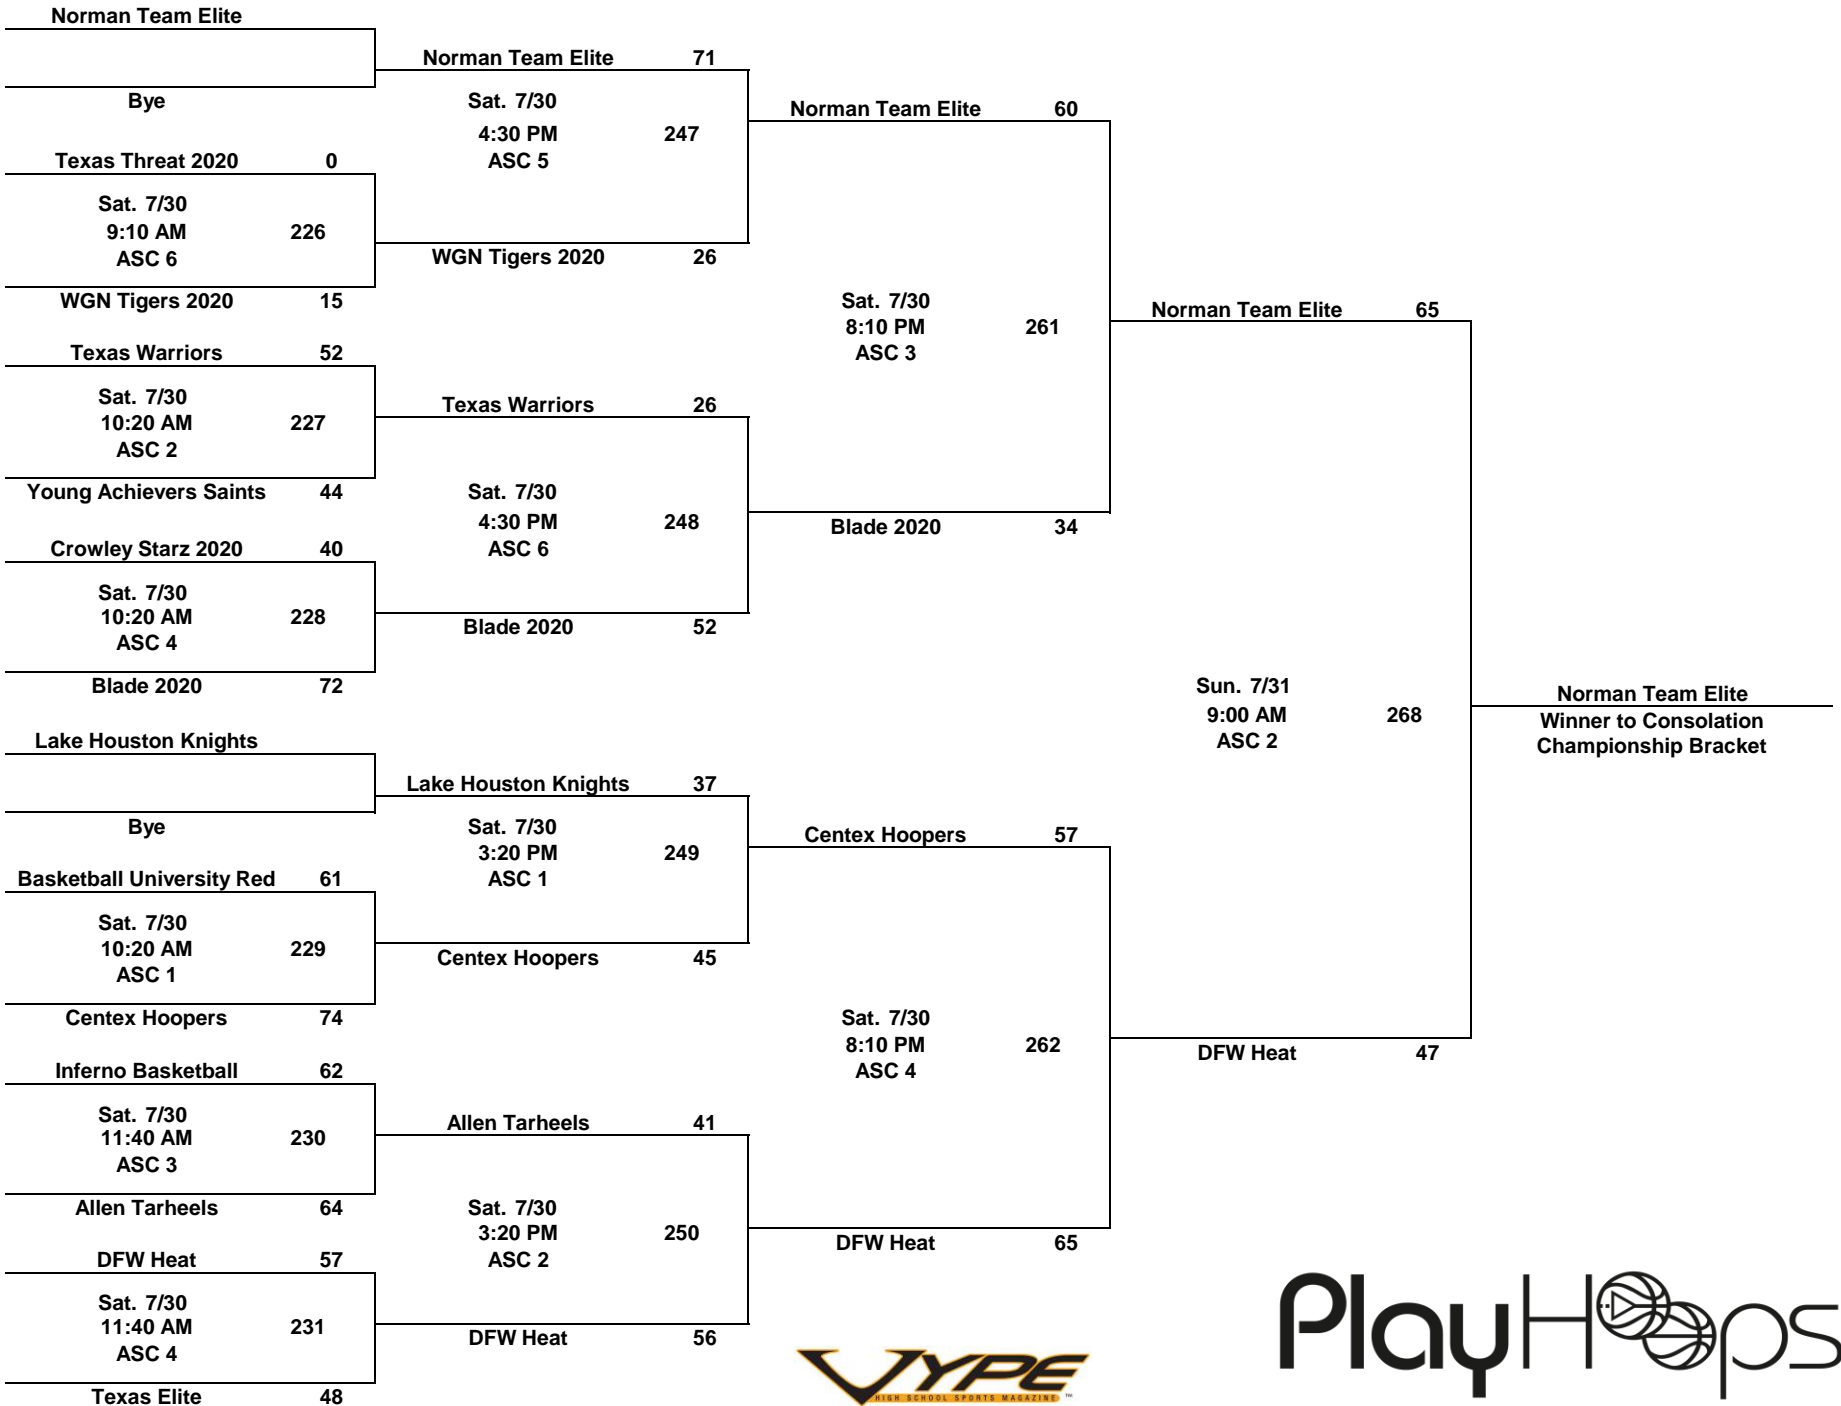 Norman Team Elite
Bye
Texas Threat 2020 0
Sat. 7/30
9:10 AM 226
ASC 6
WGN Tigers 2020 15
Texas Warriors 52
Sat. 7/30
10:20 AM 227
ASC 2
Young Achievers Saints 44
Crowley Starz 2020 40
Sat. 7/30
10:20 AM 228
ASC 4
Blade 2020 72
Lake Houston Knights
Bye
Basketball University Red 61
Sat. 7/30
10:20 AM 229
ASC 1
Centex Hoopers 74
Inferno Basketball 62
Sat. 7/30
11:40 AM 230
ASC 3
Allen Tarheels 64
DFW Heat 57
Sat. 7/30
11:40 AM 231
ASC 4
Texas Elite 48
Norman Team Elite 71
Sat. 7/30
4:30 PM 247
ASC 5
WGN Tigers 2020 26
Texas Warriors 26
Sat. 7/30
4:30 PM 248
ASC 6
Blade 2020 52
Lake Houston Knights 37
Sat. 7/30
3:20 PM 249
ASC 1
Centex Hoopers 45
Allen Tarheels 41
Sat. 7/30
3:20 PM 250
ASC 2
DFW Heat 56
Norman Team Elite 60
Sat. 7/30
8:10 PM 261
ASC 3
Blade 2020 34
Centex Hoopers 57
Sat. 7/30
8:10 PM 262
ASC 4
DFW Heat 65
Norman Team Elite 65
Sun. 7/31
9:00 AM 268
ASC 2
DFW Heat 47
Norman Team Elite
Winner to Consolation
Championship Bracket
VYPE
HIGH SCHOOL SPORTS MAGAZINE ™
PlayHoops